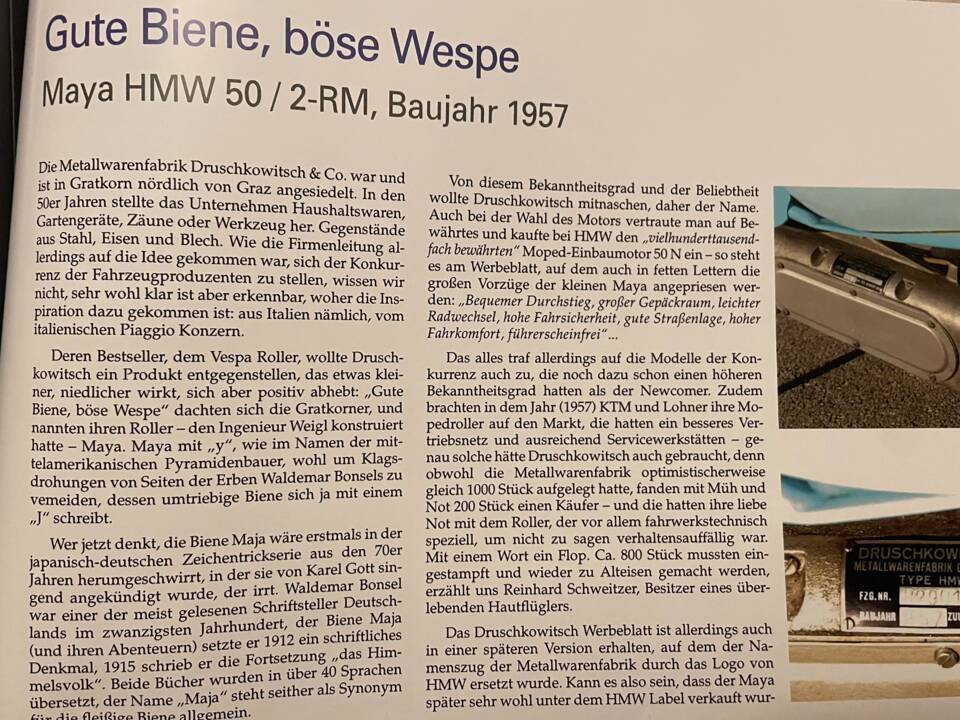 Gute Biene, böse Wespe
Maya HMW 50 / 2-RM, Baujahr 1957
Die Metallwarenfabrik Druschkowitsch & Co. war und
ist in Gratkorn nördlich von Graz angesiedelt. In den
50er Jahren stellte das Unternehmen Haushaltswaren,
Gartengeräte, Zäune oder Werkzeug her. Gegenstände
aus Stahl, Eisen und Blech. Wie die Firmenleitung al-
lerdings auf die Idee gekommen war, sich der Konkur-
renz der Fahrzeugproduzenten zu stellen, wissen wir
nicht, sehr wohl klar ist aber erkennbar, woher die Ins-
piration dazu gekommen ist: aus Italien nämlich, vom
italienischen Piaggio Konzern.
Deren Bestseller, dem Vespa Roller, wollte Drusch-
kowitsch ein Produkt entgegenstellen, das etwas klei-
ner, niedlicher wirkt, sich aber positiv abhebt: „Gute
Biene, böse Wespe“ dachten sich die Gratkorner, und
nannten ihren Roller – den Ingenieur Weigl konstruiert
hatte – Maya. Maya mit „y“, wie im Namen der mit-
telamerikanischen Pyramidenbauer, wohl um Klags-
drohungen von Seiten der Erben Waldemar Bonsels zu
vemeiden, dessen umtriebige Biene sich ja mit einem
„J“ schreibt.
Wer jetzt denkt, die Biene Maja wäre erstmals in der
japanisch-deutschen Zeichentrickserie aus den 70er
Jahren herumgeschwirrt, in der sie von Karel Gott sin-
gend angekündigt wurde, der irrt. Waldemar Bonsel
war einer der meist gelesenen Schriftsteller Deutsch-
lands im zwanzigsten Jahrhundert, der Biene Maja
(und ihren Abenteuern) setzte er 1912 ein schriftliches
Denkmal, 1915 schrieb er die Fortsetzung „das Him-
melsvolk“. Beide Bücher wurden in über 40 Sprachen
übersetzt, der Name „Maja“ steht seither als Synonym
für die fleißige Biene allgemein.
Von diesem Bekanntheitsgrad und der Beliebtheit
wollte Druschkowitsch mitnaschen, daher der Name.
Auch bei der Wahl des Motors vertraute man auf Be-
währtes und kaufte bei HMW den „vielhunderttausend-
fach bewährten“ Moped-Einbaumotor 50 N ein – so steht
es am Werbeblatt, auf dem auch in fetten Lettern die
großen Vorzüge der kleinen Maya angepriesen wer-
den: „Bequemer Durchstieg, großer Gepäckraum, leichter
Radwechsel, hohe Fahrsicherheit, gute Straßenlage, hoher
Fahrkomfort, führerscheinfrei“...
Das alles traf allerdings auf die Modelle der Kon-
kurrenz auch zu, die noch dazu schon einen höheren
Bekanntheitsgrad hatten als der Newcomer. Zudem
brachten in dem Jahr (1957) KTM und Lohner ihre Mo-
pedroller auf den Markt, die hatten ein besseres Ver-
triebsnetz und ausreichend Servicewerkstätten – ge-
nau solche hätte Druschkowitsch auch gebraucht, denn
obwohl die Metallwarenfabrik optimistischerweise
gleich 1000 Stück aufgelegt hatte, fanden mit Müh und
Not 200 Stück einen Käufer – und die hatten ihre liebe
Not mit dem Roller, der vor allem fahrwerkstechnisch
speziell, um nicht zu sagen verhaltensauffällig war.
Mit einem Wort ein Flop. Ca. 800 Stück mussten ein-
gestampft und wieder zu Alteisen gemacht werden,
erzählt uns Reinhard Schweitzer, Besitzer eines über-
lebenden Hautflüglers.
Das Druschkowitsch Werbeblatt ist allerdings auch
in einer späteren Version erhalten, auf dem der Na-
menszug der Metallwarenfabrik durch das Logo von
HMW ersetzt wurde. Kann es also sein, dass der Maya
später sehr wohl unter dem HMW Label verkauft wur-
DRUSCHKOW
METALLWARENFABRIK
TYPE HMW
FZG.NR.
BAUJAHR